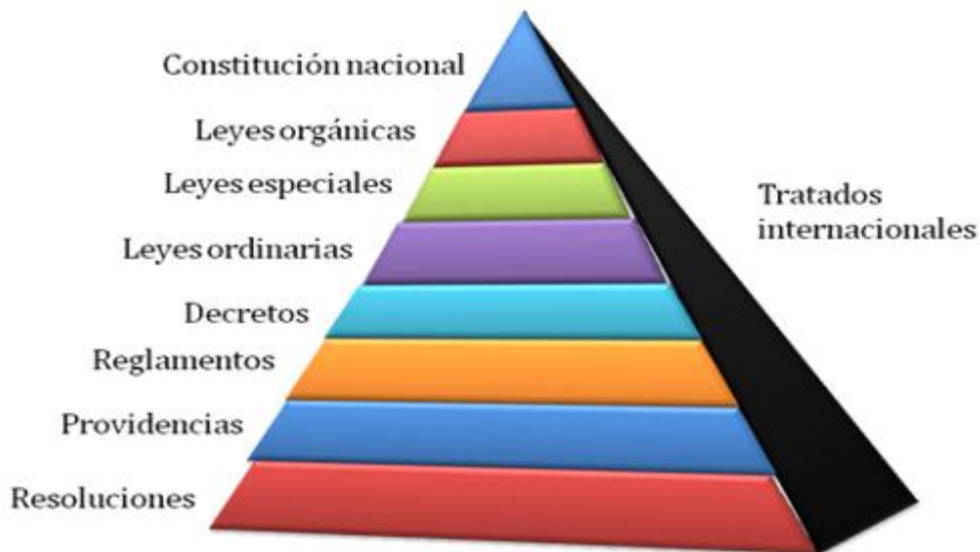 Constitución nacional
Leyes orgánicas
Leyes especiales
Leyes ordinarias
Decretos
Reglamentos
Providencias
Resoluciones
Tratados
internacionales